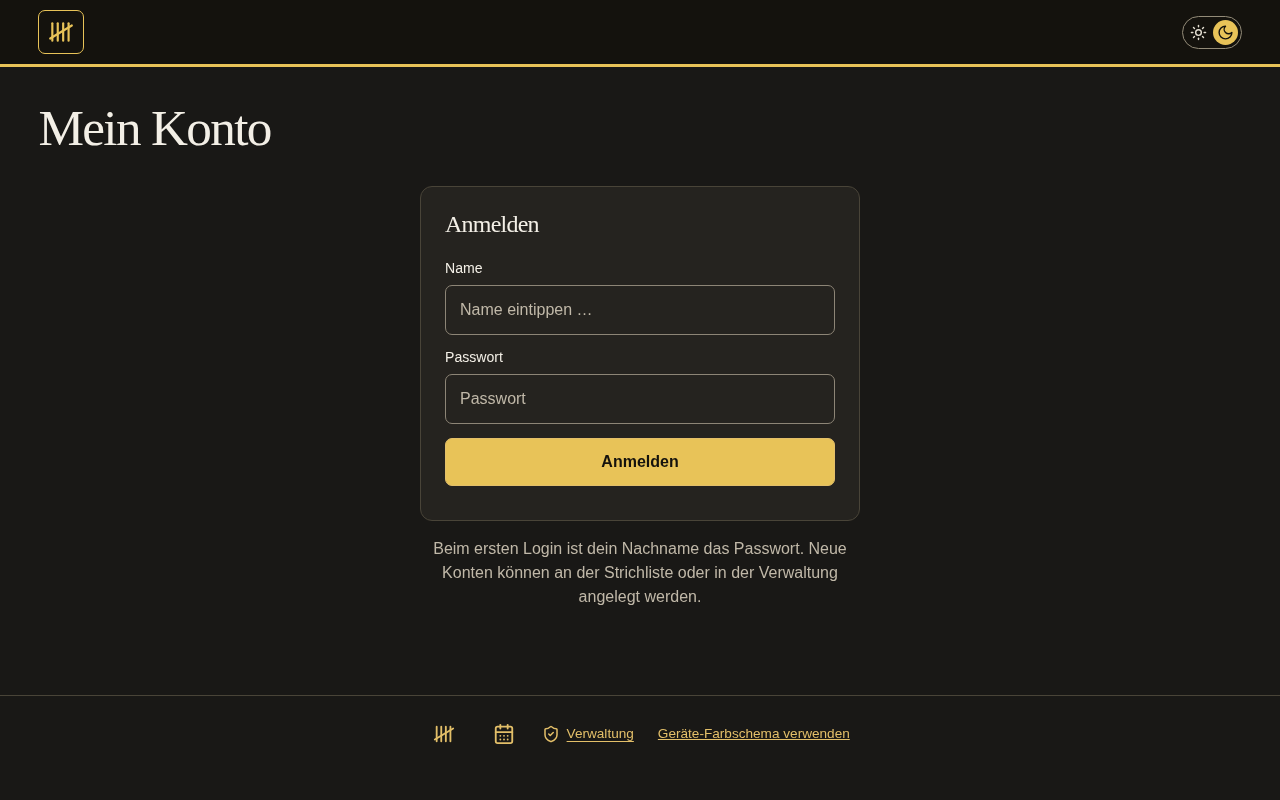 Mein Konto
Anmelden
Name
Name eintippen …
Passwort
Passwort
Anmelden
Beim ersten Login ist dein Nachname das Passwort. Neue
Konten können an der Strichliste oder in der Verwaltung
angelegt werden.
Verwaltung Geräte-Farbschema verwenden